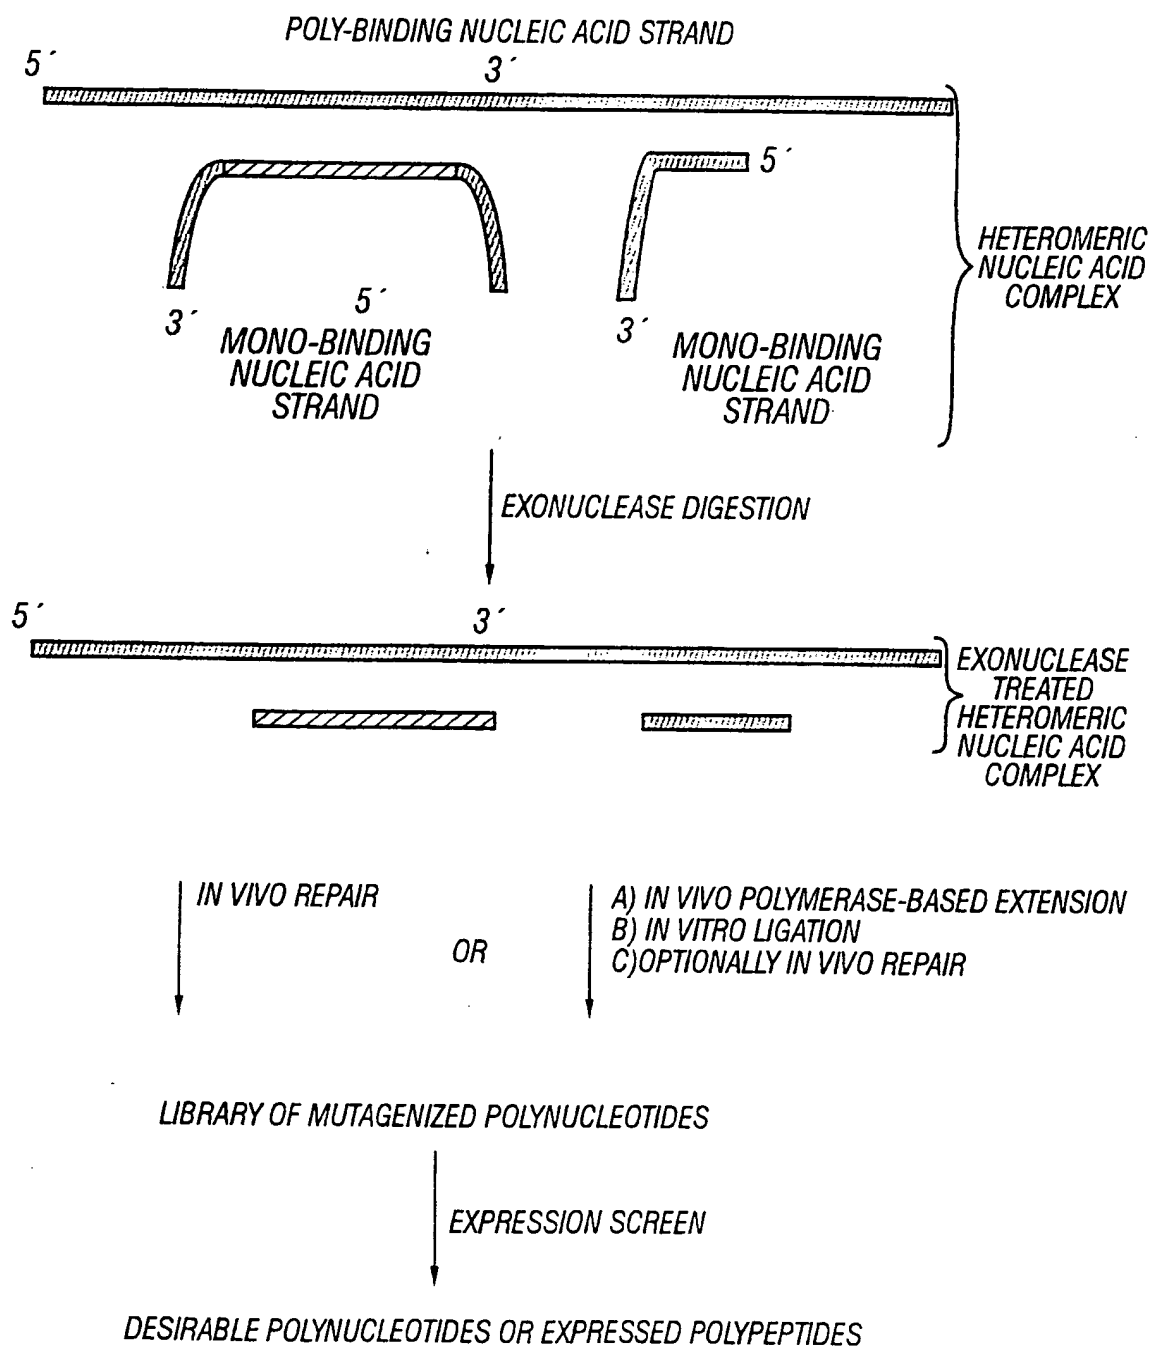 POLY-BINDING NUCLEIC ACID STRAND
5´
3´
5´
3´
5´
3´
MONO-BINDING
NUCLEIC ACID
STRAND
MONO-BINDING
NUCLEIC ACID
STRAND
HETEROMERIC
NUCLEIC ACID
COMPLEX
EXONUCLEASE DIGESTION
5´
3´
EXONUCLEASE
TREATED
HETEROMERIC
NUCLEIC ACID
COMPLEX
IN VIVO REPAIR
OR
A) IN VIVO POLYMERASE-BASED EXTENSION
B) IN VITRO LIGATION
C)OPTIONALLY IN VIVO REPAIR
LIBRARY OF MUTAGENIZED POLYNUCLEOTIDES
EXPRESSION SCREEN
DESIRABLE POLYNUCLEOTIDES OR EXPRESSED POLYPEPTIDES